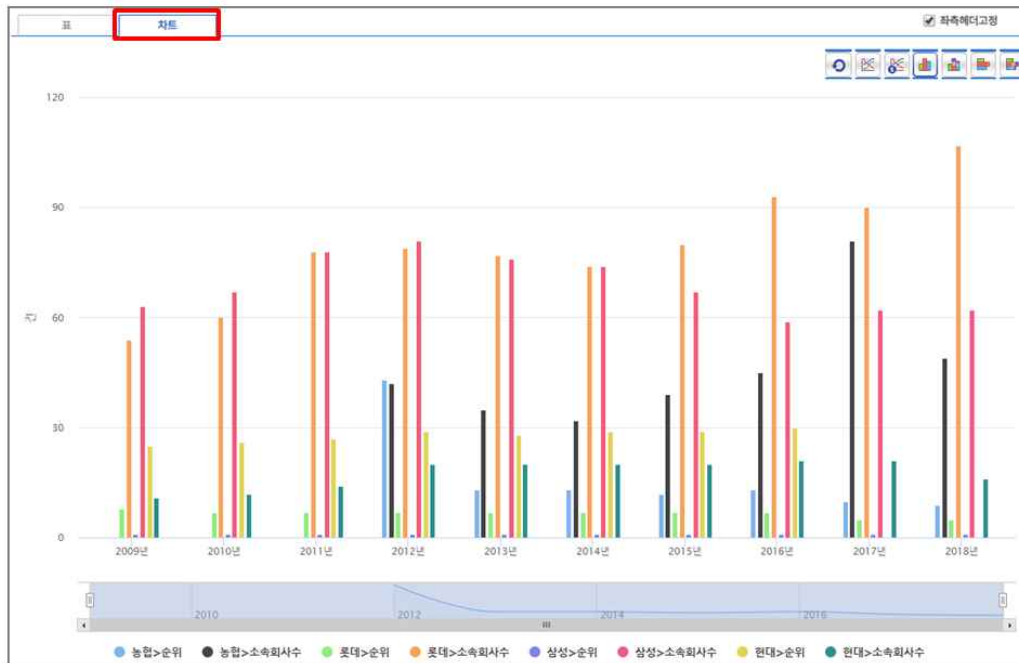 표 차트 좌측헤더고정
120
90
60
30
0
건
2009년 2010년 2011년 2012년 2013년 2014년 2015년 2016년 2017년 2018년
2010 2012 2014 2016
농협>순위 농협>소속회사수 롯데>순위 롯데>소속회사수 삼성>순위 삼성>소속회사수 현대>순위 현대>소속회사수